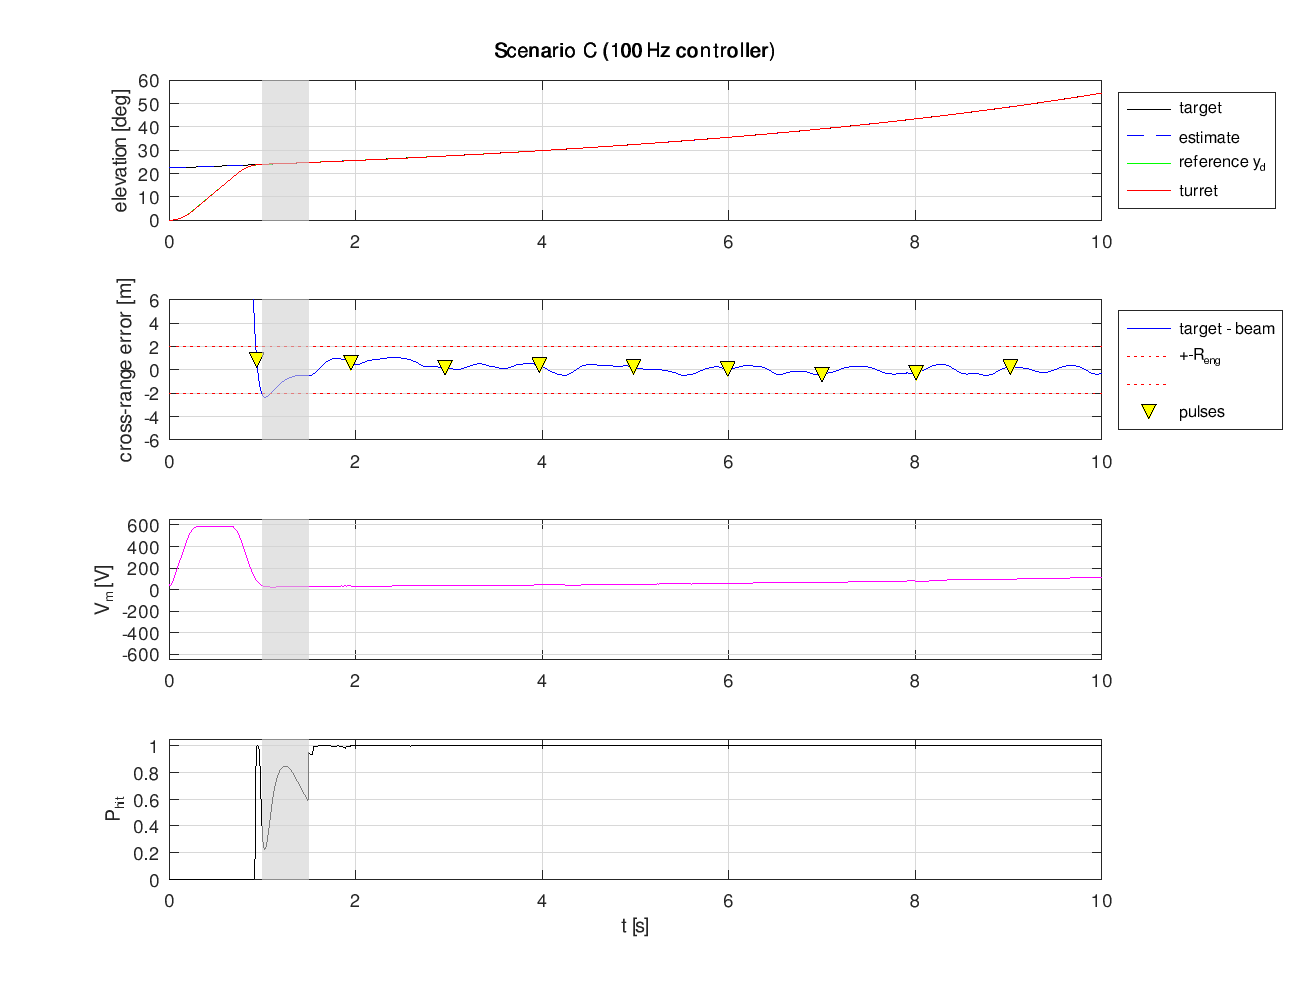 Scenario C (100 Hz controller)
elevation [deg]
60
50
40
30
20
10
0
0 2 4 6 8 10
target
estimate
reference y_d
turret
cross-range error [m]
6
4
2
0
-2
-4
-6
0 2 4 6 8 10
target - beam
+-R_eng
pulses
V_m [V]
600
400
200
0
-200
-400
-600
0 2 4 6 8 10
P_hit
1
0.8
0.6
0.4
0.2
0
0 2 4 6 8 10
t [s]